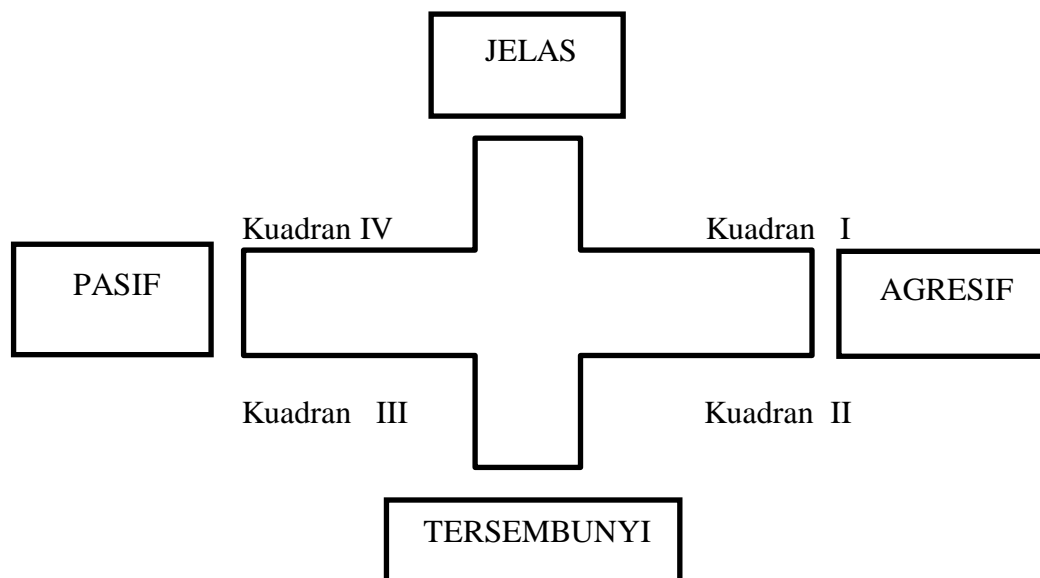 JELAS
Kuadran IV
Kuadran I
PASIF
AGRESIF
Kuadran III
Kuadran II
TERSEMBUNYI